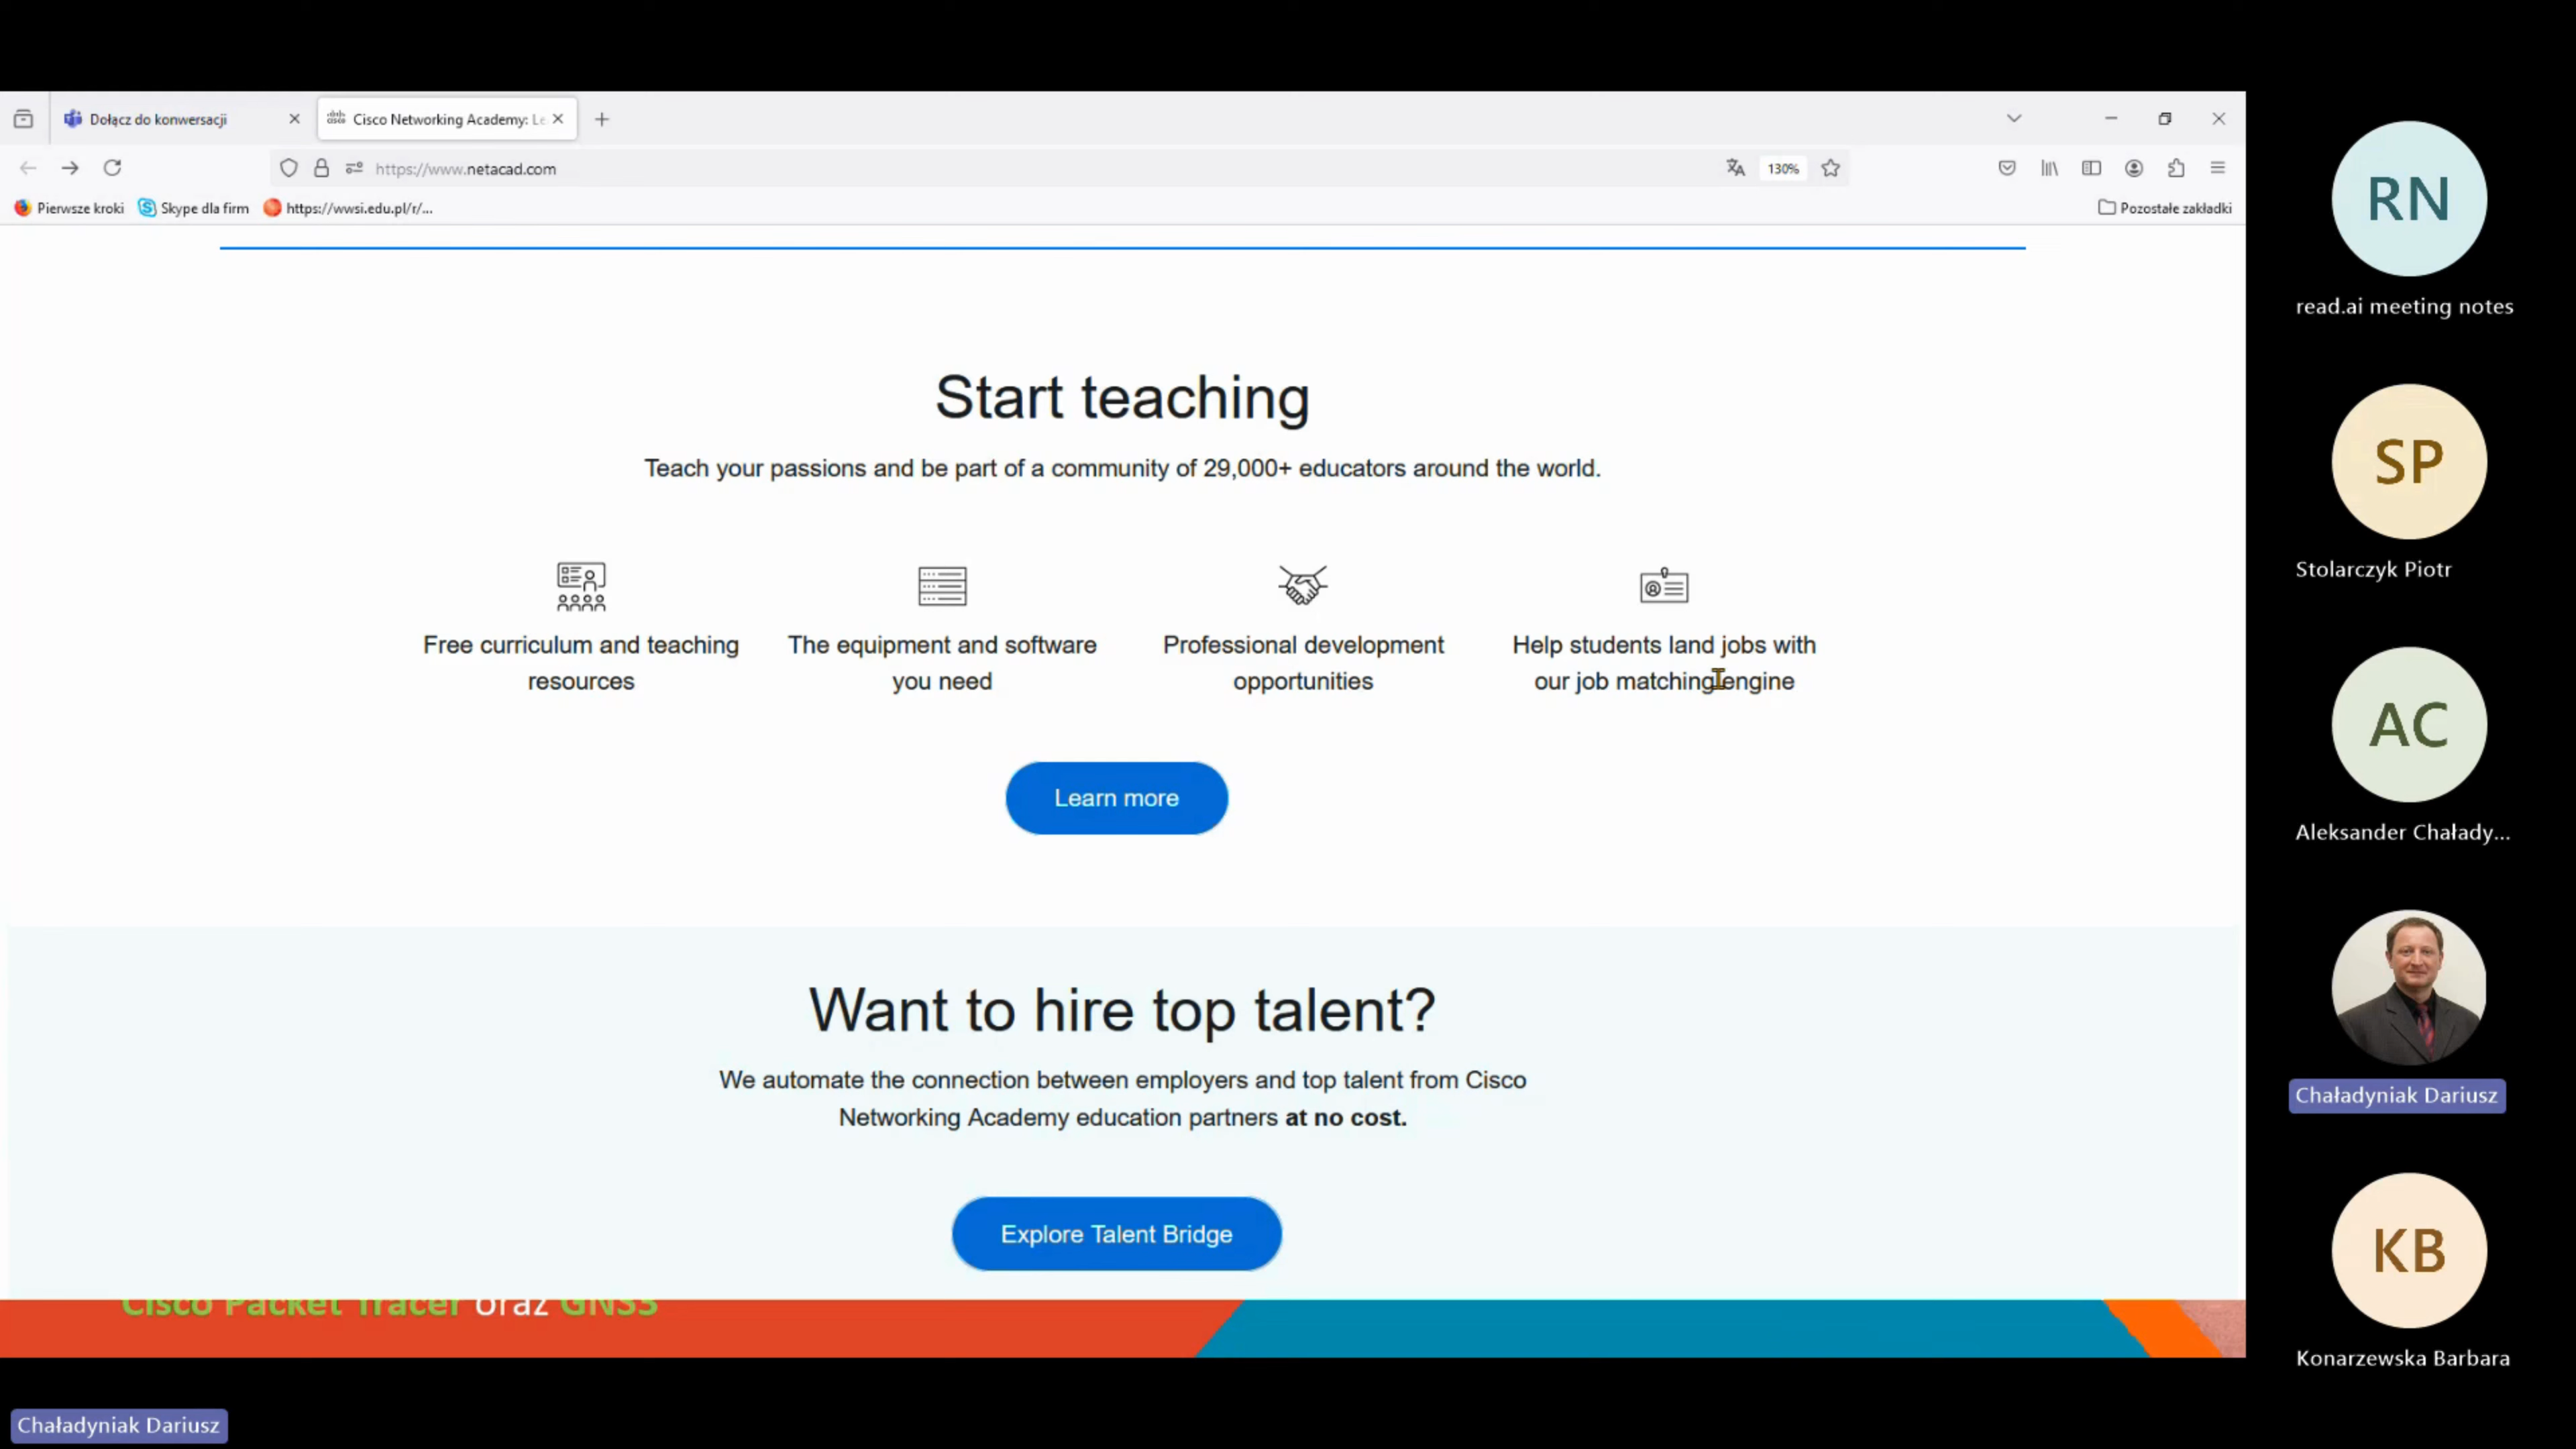 Dołącz do konwersacji
Cisco Networking Academy: Le
https://www.netacad.com
130%
Pierwsze kroki
Skype dla firm
https://wwsi.edu.pl/r/...
Pozostałe zakładki
Start teaching
Teach your passions and be part of a community of 29,000+ educators around the world.
Free curriculum and teaching
resources
The equipment and software
you need
Professional development
opportunities
Help students land jobs with
our job matching engine
Learn more
Want to hire top talent?
We automate the connection between employers and top talent from Cisco
Networking Academy education partners at no cost.
Explore Talent Bridge
Cisco Packet Tracer oraz GNS3
Chaładyniak Dariusz
RN
read.ai meeting notes
SP
Stolarczyk Piotr
AC
Aleksander Chałady...
Chaładyniak Dariusz
KB
Konarzewska Barbara